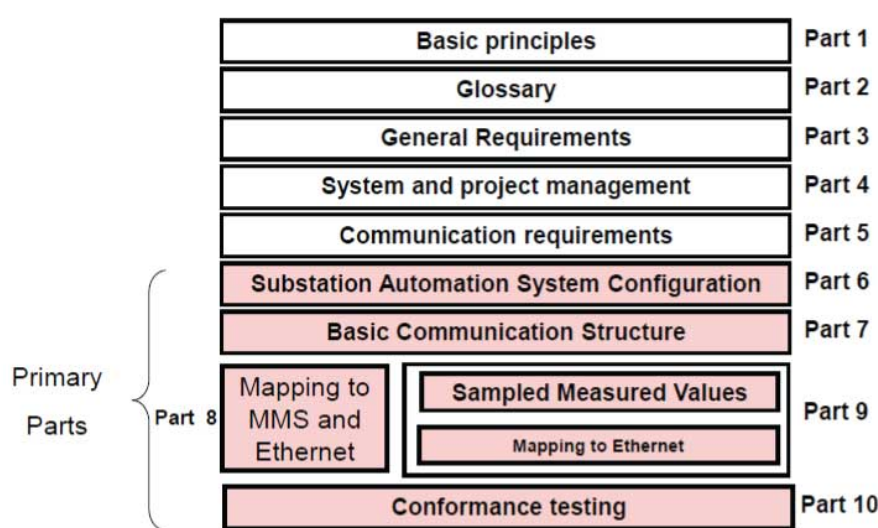 Basic principles Part 1
Glossary Part 2
General Requirements Part 3
System and project management Part 4
Communication requirements Part 5
Substation Automation System Configuration Part 6
Basic Communication Structure Part 7
Primary
Parts
Part 8
Mapping to
MMS and
Ethernet
Sampled Measured Values
Mapping to Ethernet
Part 9
Conformance testing Part 10